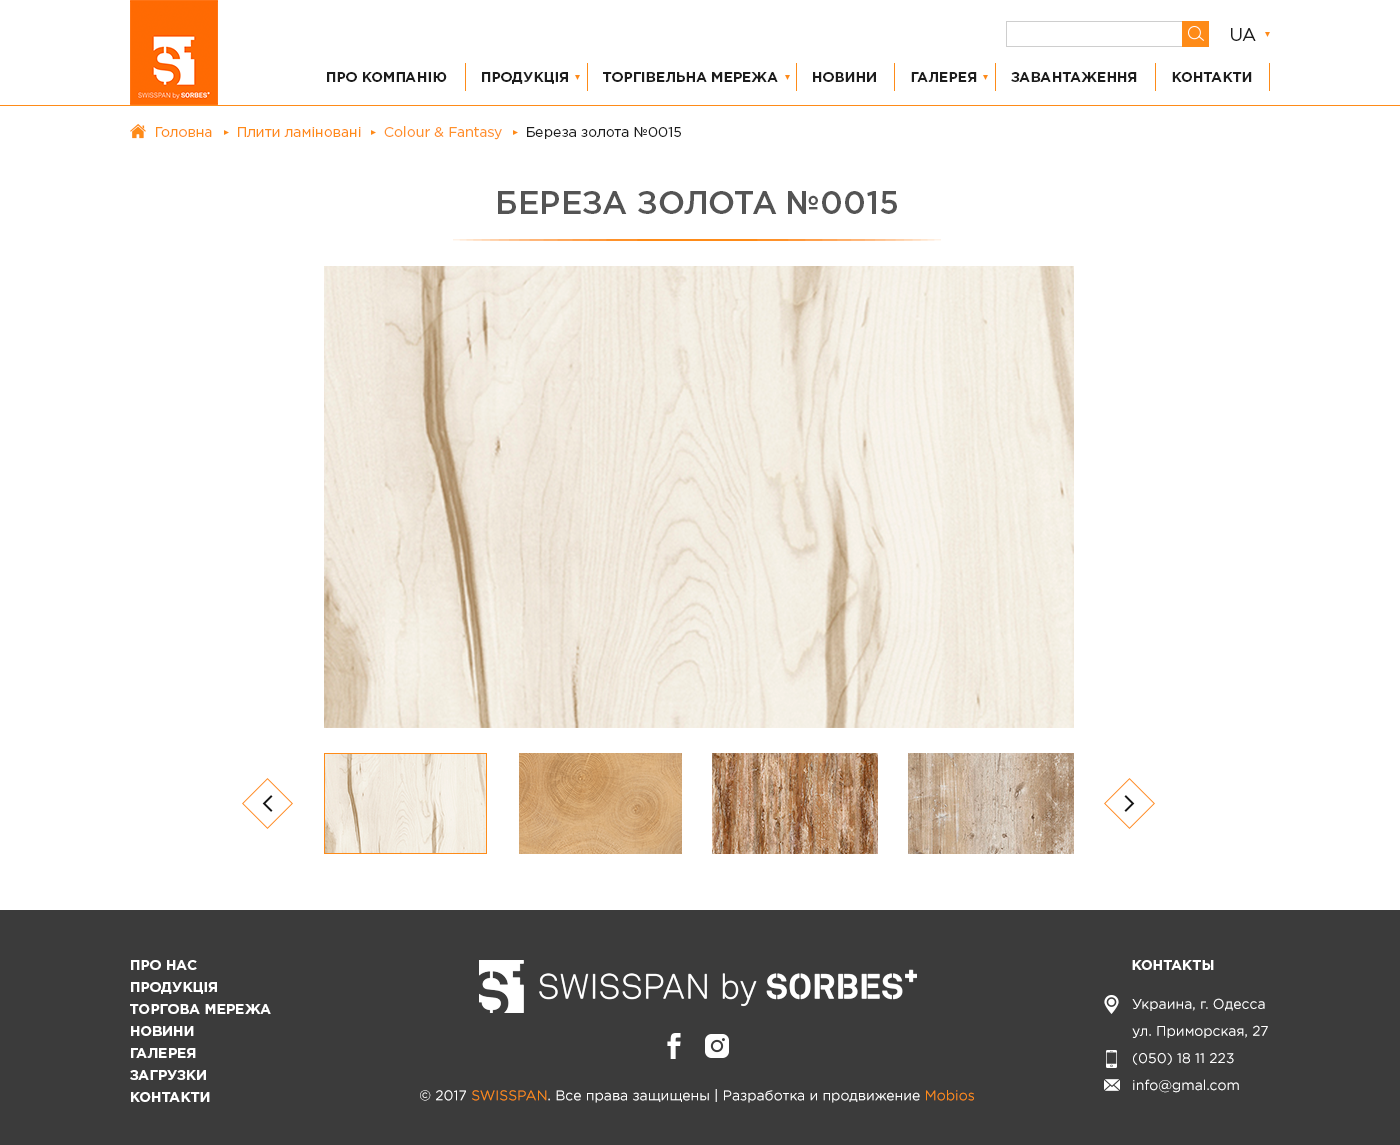 UA
ПРО КОМПАНІЮ ПРОДУКЦІЯ ТОРГІВЕЛЬНА МЕРЕЖА НОВИНИ ГАЛЕРЕЯ ЗАВАНТАЖЕННЯ КОНТАКТИ
SWISSPAN by SORBES+
Головна Плити ламіновані Colour & Fantasy Береза золота №0015
БЕРЕЗА ЗОЛОТА №0015
ПРО НАС
ПРОДУКЦІЯ
ТОРГОВА МЕРЕЖА
НОВИНИ
ГАЛЕРЕЯ
ЗАГРУЗКИ
КОНТАКТИ
SWISSPAN by SORBES+
© 2017 SWISSPAN. Все права защищены | Разработка и продвижение Mobios
КОНТАКТЫ
Украина, г. Одесса
ул. Приморская, 27
(050) 18 11 223
info@gmal.com